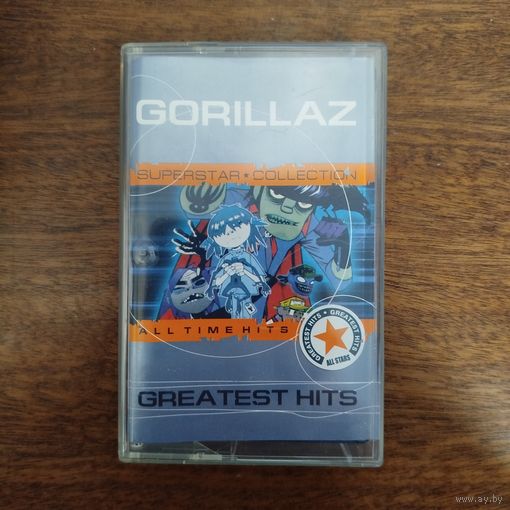 GORILLAZ
SUPERSTAR ★ COLLECTION
ALL TIME HITS
GREATEST HITS • GREATEST HITS •
ALL STARS
GREATEST HITS
www.ay.by